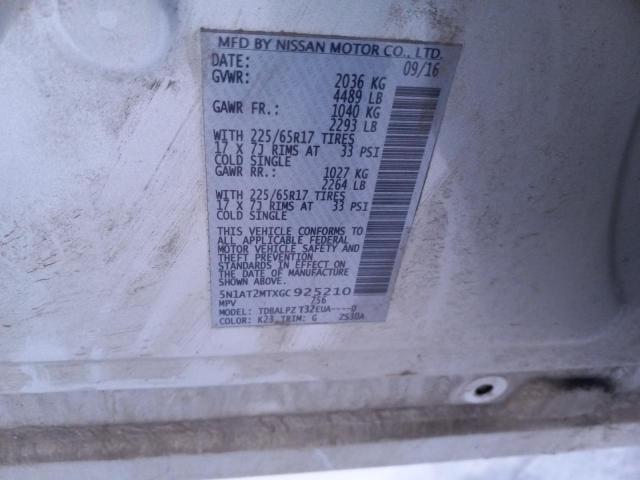 MFD BY NISSAN MOTOR CO., LTD.
DATE: 09/16
GVWR: 2036 KG
4489 LB
GAWR FR.: 1040 KG
2293 LB
WITH 225/65R17 TIRES
17 X 7J RIMS AT 33 PSI
COLD SINGLE
GAWR RR.: 1027 KG
2264 LB
WITH 225/65R17 TIRES
17 X 7J RIMS AT 33 PSI
COLD SINGLE
THIS VEHICLE CONFORMS TO
ALL APPLICABLE FEDERAL
MOTOR VEHICLE SAFETY AND
THEFT PREVENTION
STANDARDS IN EFFECT ON
THE DATE OF MANUFACTURE
SHOWN ABOVE.
5N1AT2MTXGC925210
MPV 756
MODEL: TDBALPZ T32EUA----D
COLOR: K23 TRIM: G ZS30A